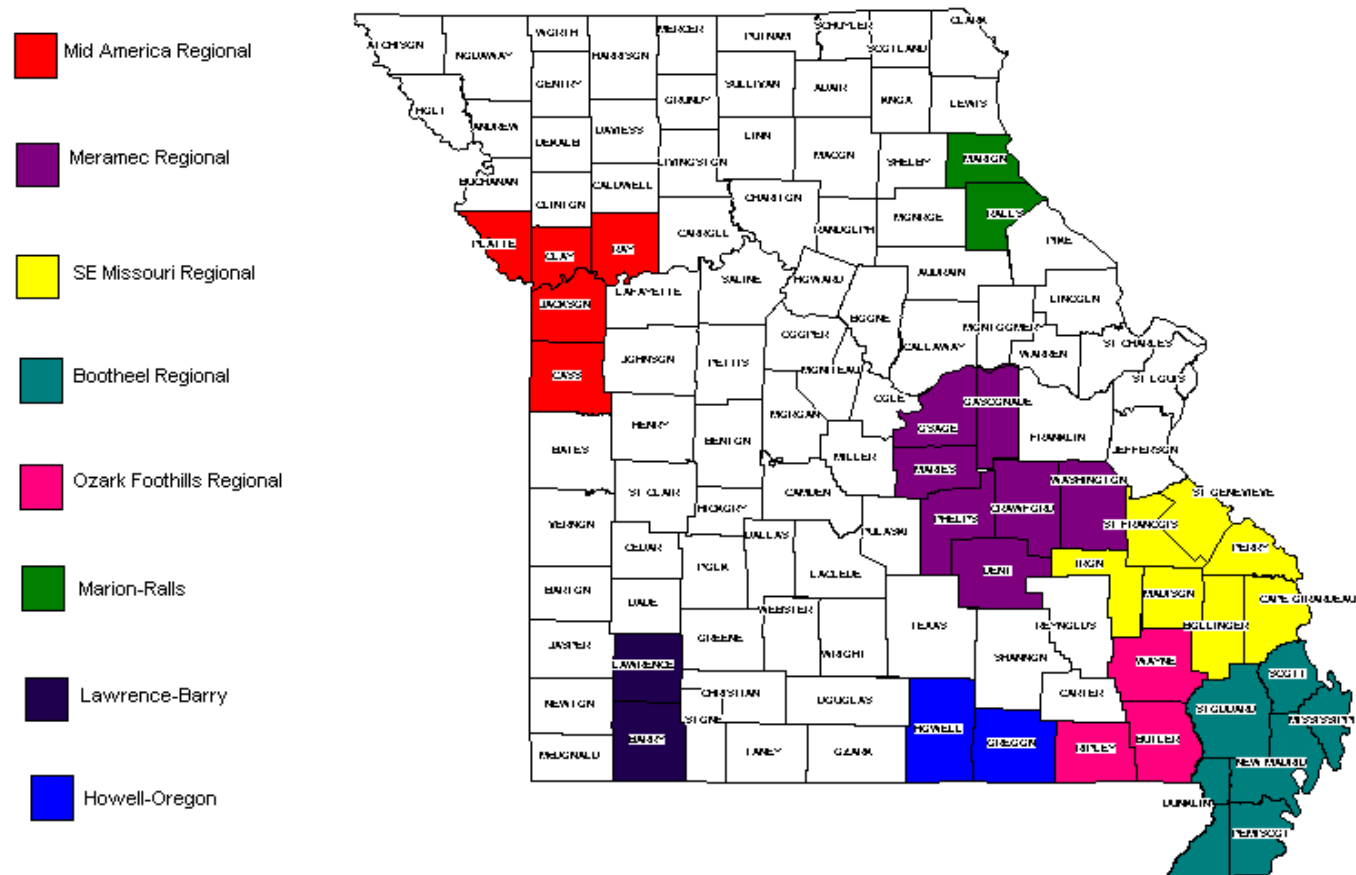 Mid America Regional
Meramec Regional
SE Missouri Regional
Bootheel Regional
Ozark Foothills Regional
Marion-Ralls
Lawrence-Barry
Howell-Oregon
ATCHISON
NODAWAY
WORTH
HARRISON
MERCER
PUTNAM
SCHUYLER
SCOTLAND
CLARK
HOLT
GENTRY
SULLIVAN
ADAIR
KNOX
LEWIS
GRUNDY
ANDREW
DEKALB
DAVIESS
LINN
MACON
SHELBY
MARION
LIVINGSTON
BUCHANAN
CALDWELL
CLINTON
CHARITON
MONROE
RALLS
RANDOLPH
CARROLL
PLATTE
CLAY
RAY
PIKE
AUDRAIN
SALINE
HOWARD
LAFAYETTE
JACKSON
LINCOLN
BOONE
MONTGOMER
COOPER
CALLAWAY
WARREN
ST CHARLES
JOHNSON
PETTIS
MONITEAU
CASS
ST LOUIS
COLE
GASCONADE
MORGAN
HENRY
OSAGE
FRANKLIN
BENTON
BATES
MILLER
JEFFERSON
MARIES
WASHINGTON
ST CLAIR
CAMDEN
ST GENEVIEVE
HICKORY
CRAWFORD
PHELPS
VERNON
ST FRANCOIS
PULASKI
DALLAS
PERRY
CEDAR
IRON
POLK
LACLEDE
DENT
BARTON
MADISON
DADE
CAPE GIRARDEAU
WEBSTER
TEXAS
REYNOLDS
BOLLINGER
GREENE
JASPER
WRIGHT
LAWRENCE
SHANNON
WAYNE
SCOTT
CHRISTIAN
DOUGLAS
CARTER
NEWTON
STONE
STODDARD
MISSISSIPPI
HOWELL
BARRY
OREGON
RIPLEY
BUTLER
MCDONALD
TANEY
OZARK
NEW MADRID
DUNKLIN
PEMISCOT